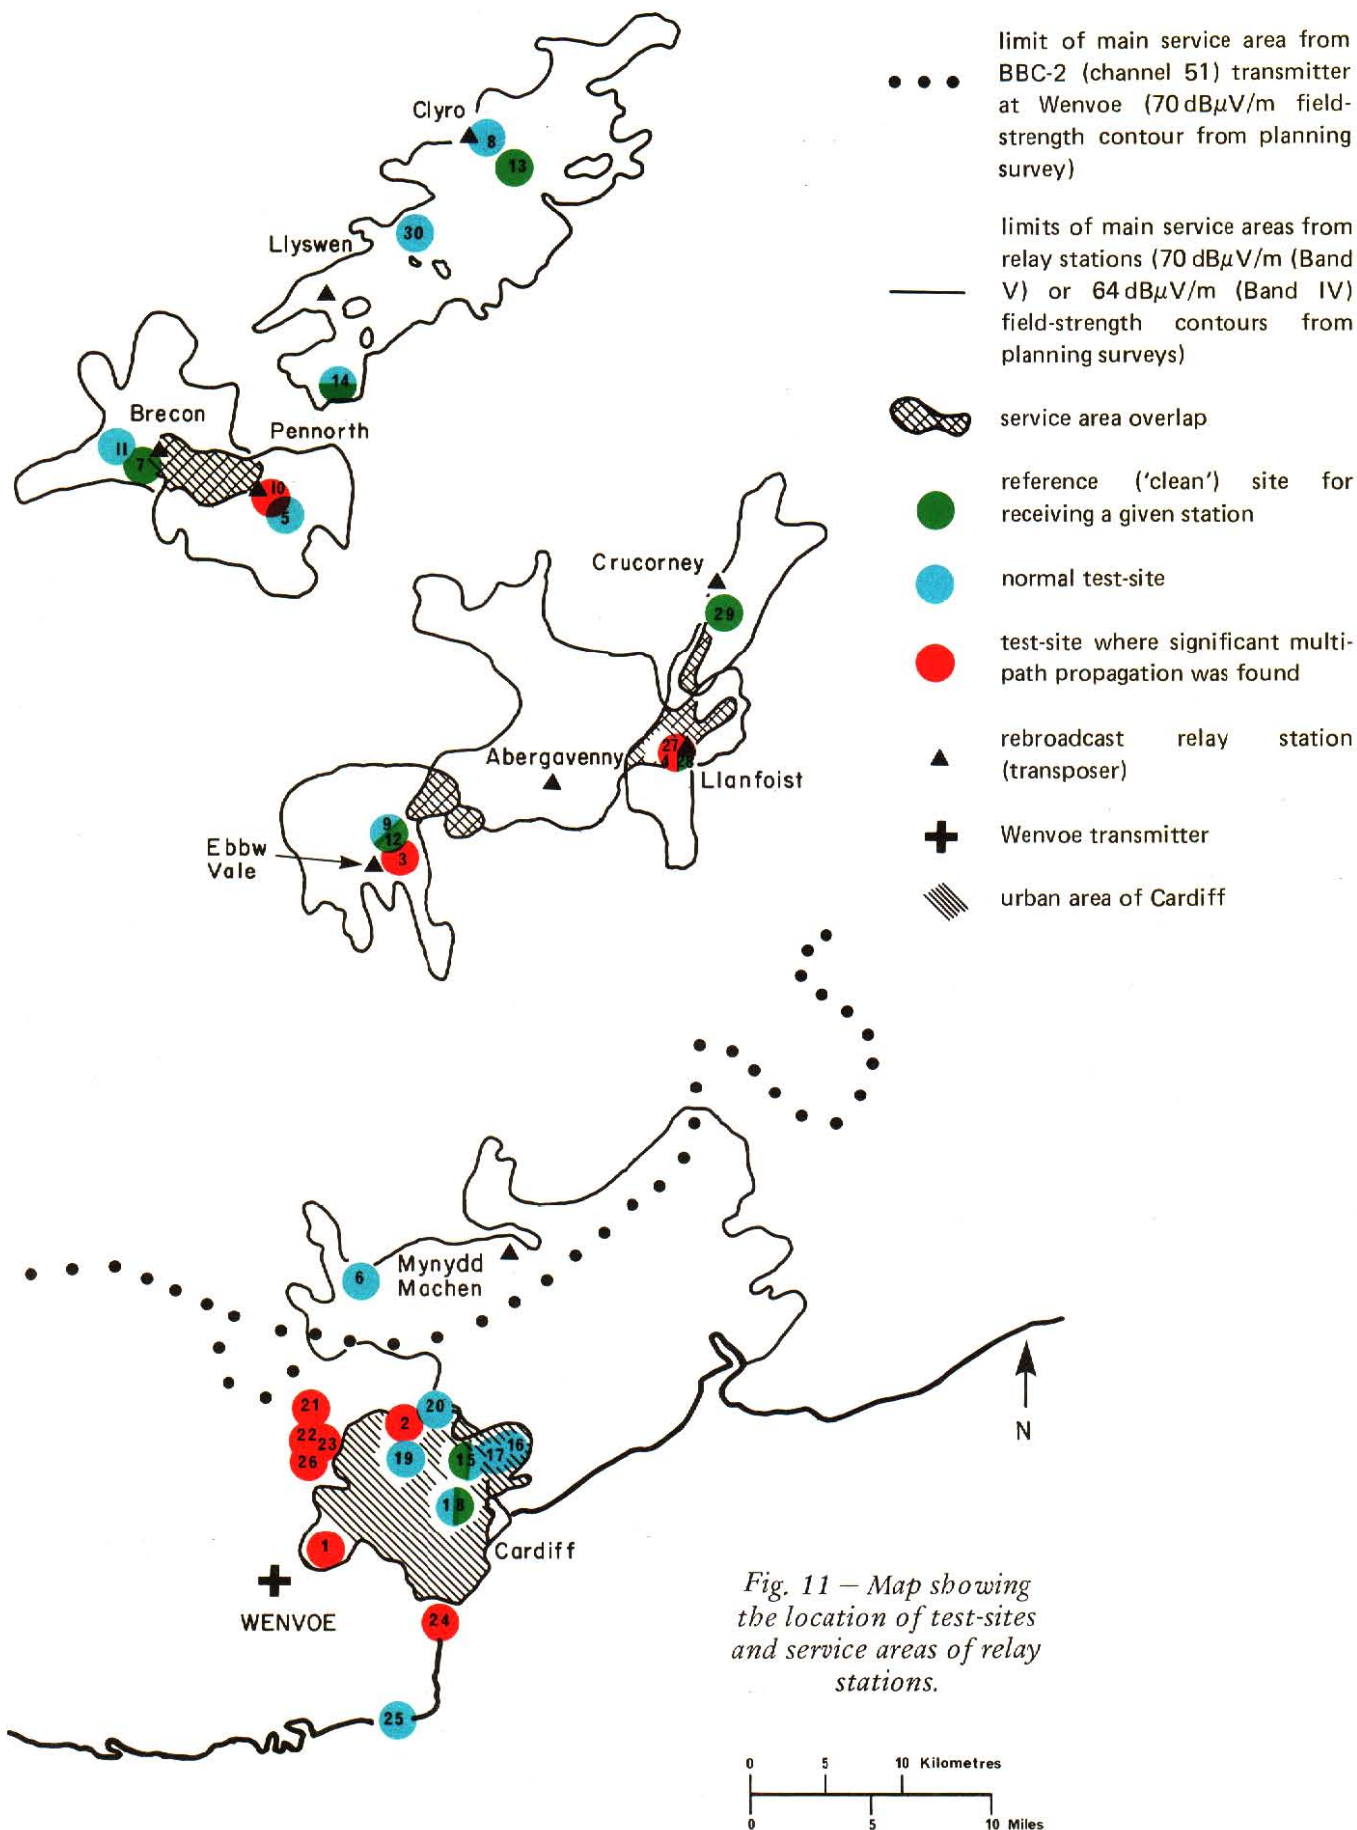 limit of main service area from
BBC-2 (channel 51) transmitter
at Wenvoe (70 dBμV/m field-
strength contour from planning
survey)
limits of main service areas from
relay stations (70 dBμV/m (Band
V) or 64 dBμV/m (Band IV)
field-strength contours from
planning surveys)
service area overlap
reference ('clean') site for
receiving a given station
normal test-site
test-site where significant multi-
path propagation was found
rebroadcast relay station
(transposer)
Wenvoe transmitter
urban area of Cardiff
Clyro
8
13
30
Llyswen
14
Brecon
Pennorth
11
7
10
5
Crucorney
29
Abergavenny
27
4 28
Llanfoist
9
12
3
Ebbw
Vale
6
Mynydd
Machen
21
22
23
26
2
20
19
15
17
16
18
1
Cardiff
WENVOE
24
25
N
Fig. 11 – Map showing
the location of test-sites
and service areas of relay
stations.
0 5 10 Kilometres
0 5 10 Miles